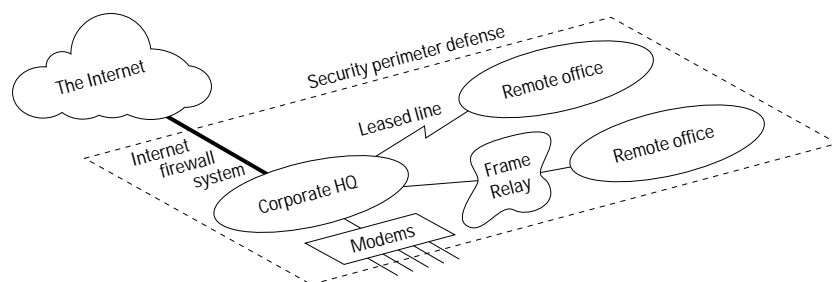 The Internet
Security perimeter defense
Remote office
Leased line
Internet
firewall
system
Frame
Relay
Remote office
Corporate HQ
Modems